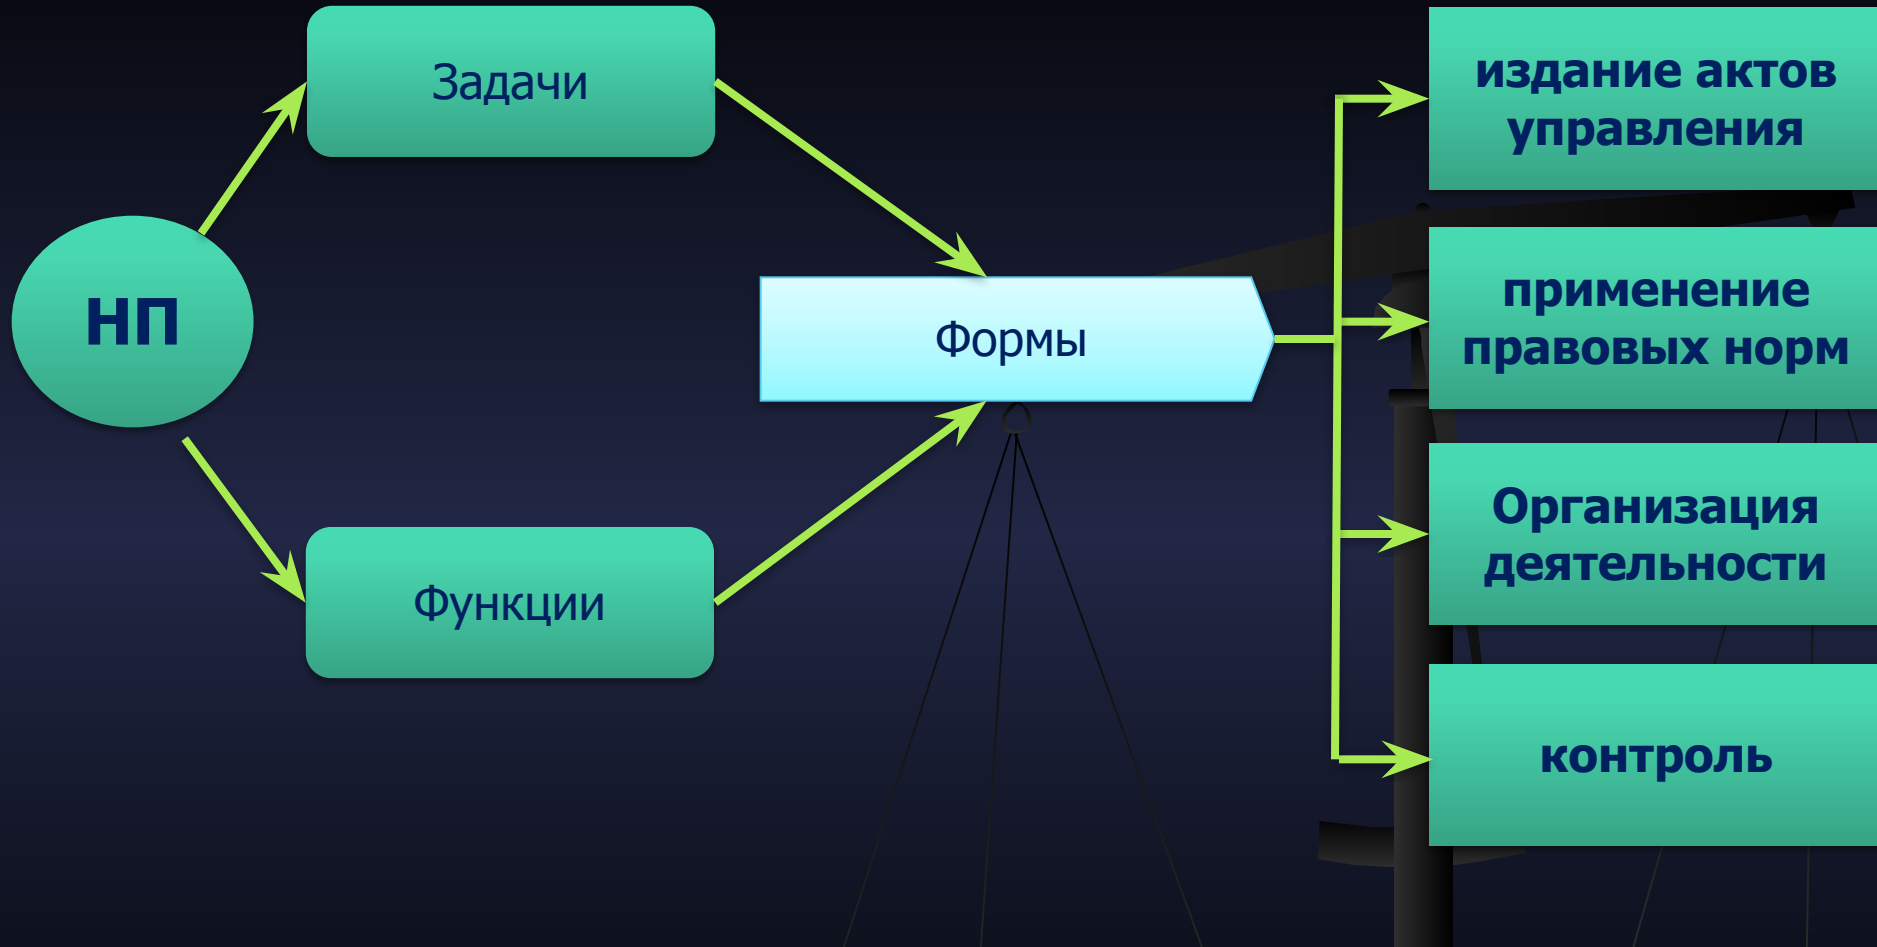 НП
Задачи
Функции
Формы
издание актов
управления
применение
правовых норм
Организация
деятельности
контроль